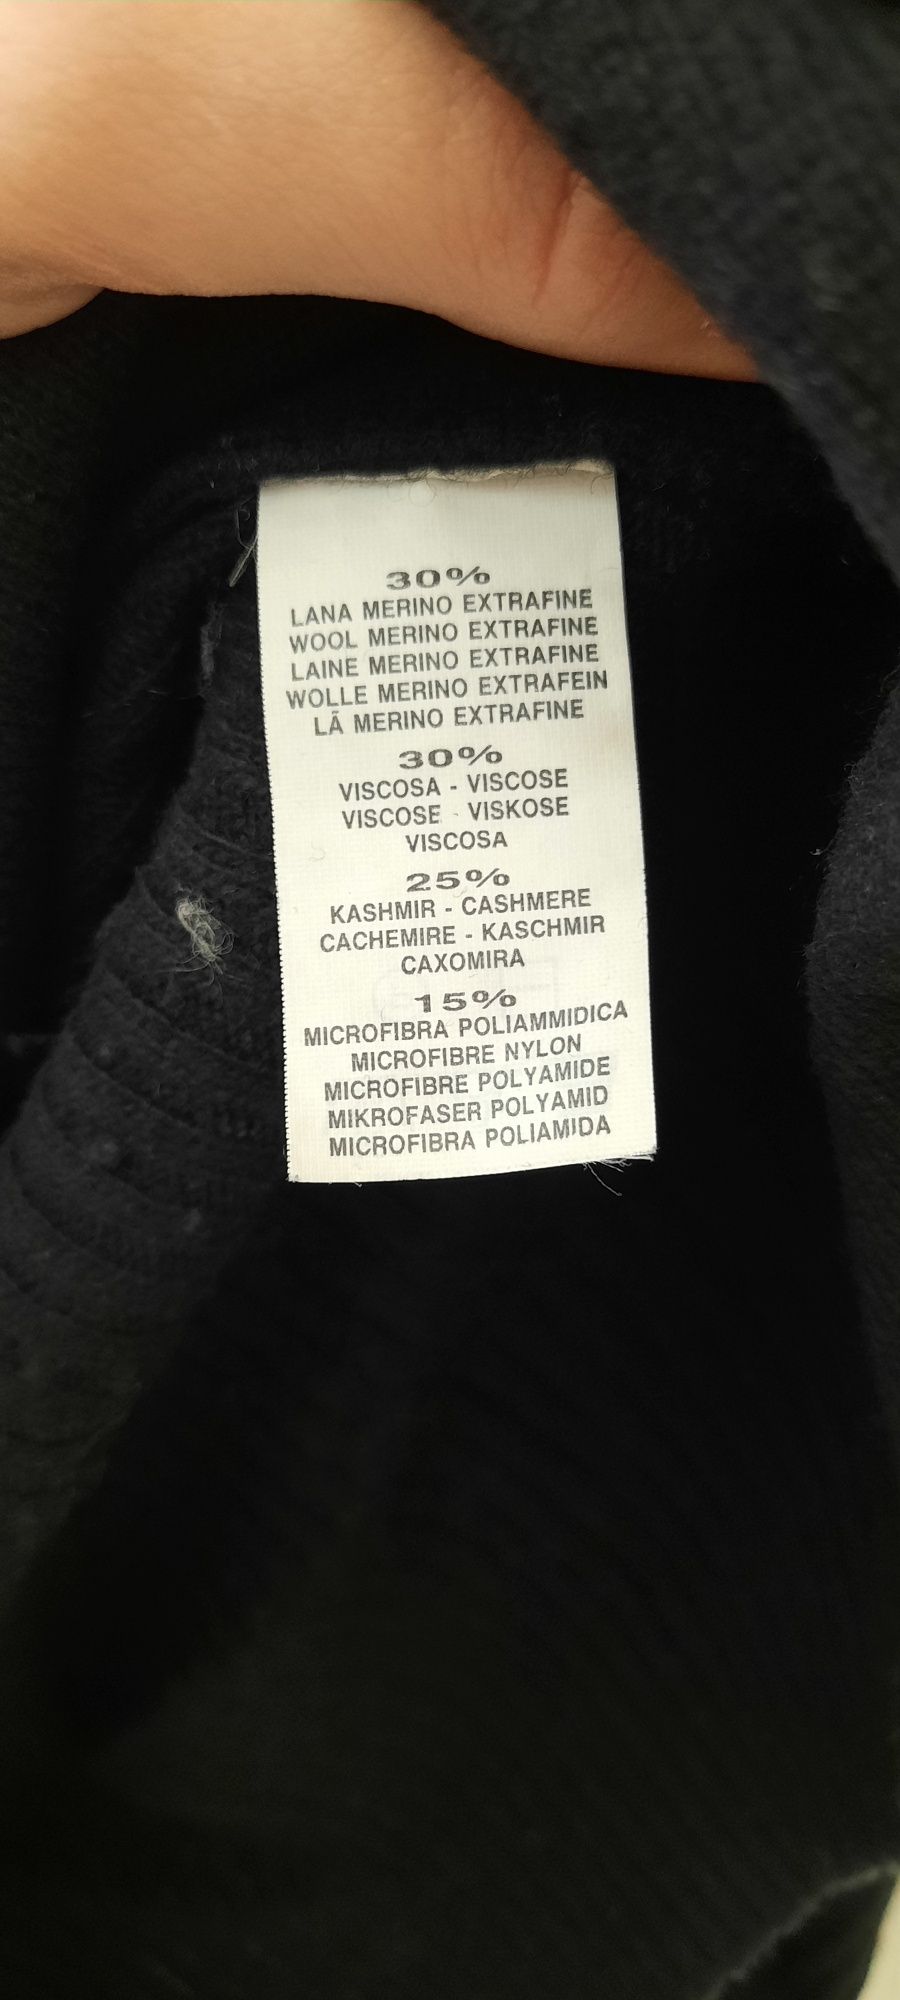 30%
LANA MERINO EXTRAFINE
WOOL MERINO EXTRAFINE
LAINE MERINO EXTRAFINE
WOLLE MERINO EXTRAFEIN
LÃ MERINO EXTRAFINE
30%
VISCOSA - VISCOSE
VISCOSE - VISKOSE
VISCOSA
25%
KASHMIR - CASHMERE
CACHEMIRE - KASCHMIR
CAXOMIRA
15%
MICROFIBRA POLIAMMIDICA
MICROFIBRE NYLON
MICROFIBRE POLYAMIDE
MIKROFASER POLYAMID
MICROFIBRA POLIAMIDA